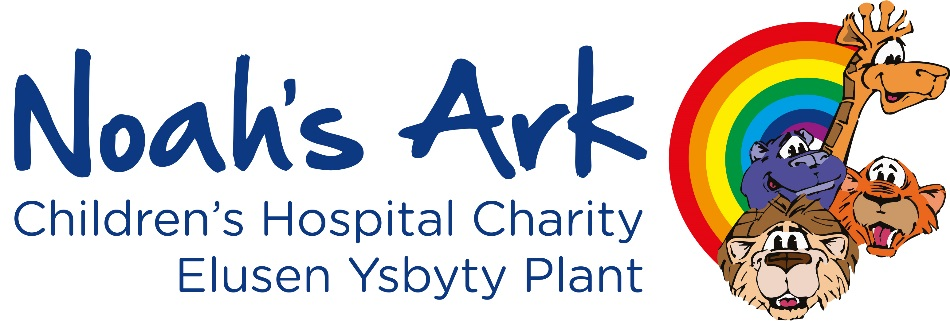 Noah's Ark
Children's Hospital Charity
Elusen Ysbyty Plant